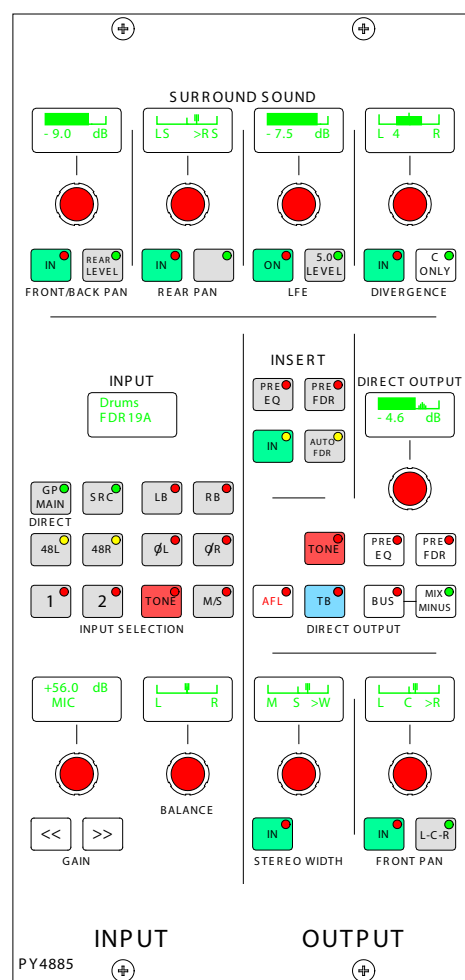 SURROUND SOUND
- 9.0 dB
LS >RS
- 7.5 dB
L 4 R
IN
REAR
LEVEL
IN
ON
5.0
LEVEL
IN
C
ONLY
FRONT/BACK PAN
REAR PAN
LFE
DIVERGENCE
INPUT
Drums
FDR19A
INSERT
PRE
EQ
PRE
FDR
IN
AUTO
FDR
DIRECT OUTPUT
- 4.6 dB
GP
MAIN
SRC
LB
RB
DIRECT
48L
48R
ØL
ØR
1
2
TONE
M/S
INPUT SELECTION
TONE
PRE
EQ
PRE
FDR
AFL
TB
BUS
MIX
MINUS
DIRECT OUTPUT
+56.0 dB
MIC
L R
M S >W
L C >R
BALANCE
<<
>>
GAIN
IN
STEREO WIDTH
IN
L-C-R
FRONT PAN
INPUT
OUTPUT
PY4885